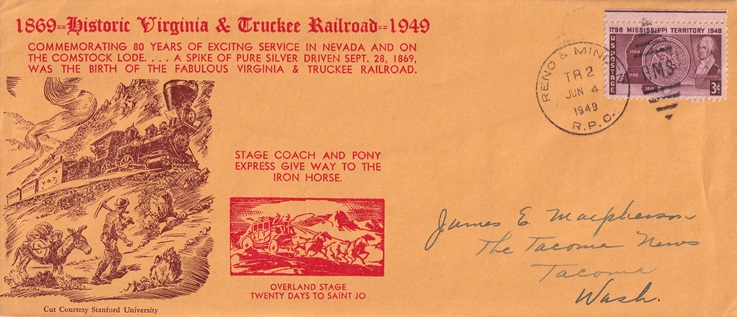 1869--Historic Virginia & Truckee Railroad--1949
COMMEMORATING 80 YEARS OF EXCITNG SERVICE IN NEVADA AND ON
THE COMSTOCK LODE. . . . A SPIKE OF PURE SILVER DRIVEN SEPT. 28, 1869,
WAS THE BIRTH OF THE FABULOUS VIRGINIA & TRUCKEE RAILROAD.
1798 MISSISSIPPI TERRITORY 1948
US POSTAGE
3¢
RENO & MIN
TR 2
JUN 4
1949
R.P.O.
RMS
STAGE COACH AND PONY
EXPRESS GIVE WAY TO THE
IRON HORSE.
OVERLAND STAGE
TWENTY DAYS TO SAINT JO
James E. Macpherson
The Tacoma News
Tacoma
Wash.
Cut Courtesy Stanford University